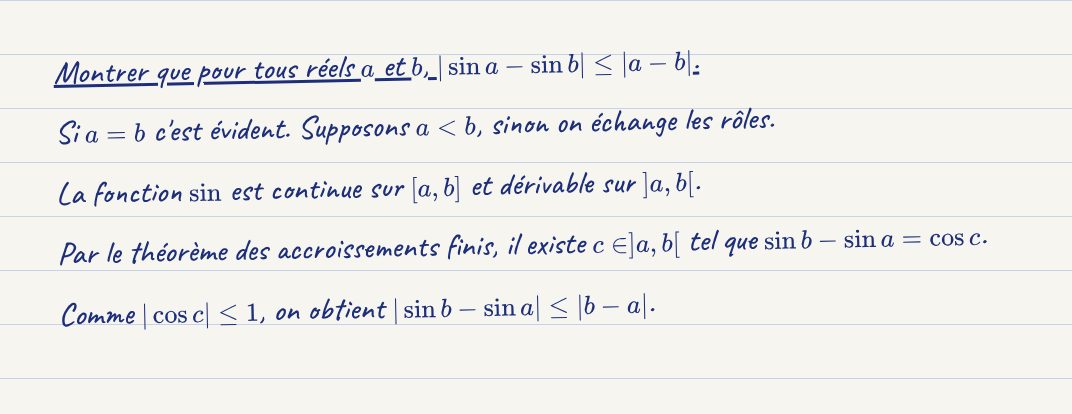 Montrer que pour tous réels a et b, | sin a − sin b| ≤ |a − b|.
Si a = b c'est évident. Supposons a < b, sinon on échange les rôles.
La fonction sin est continue sur [a, b] et dérivable sur ]a, b[.
Par le théorème des accroissements finis, il existe c ∈]a, b[ tel que sin b − sin a = cos c.
Comme | cos c| ≤ 1, on obtient | sin b − sin a| ≤ |b − a|.